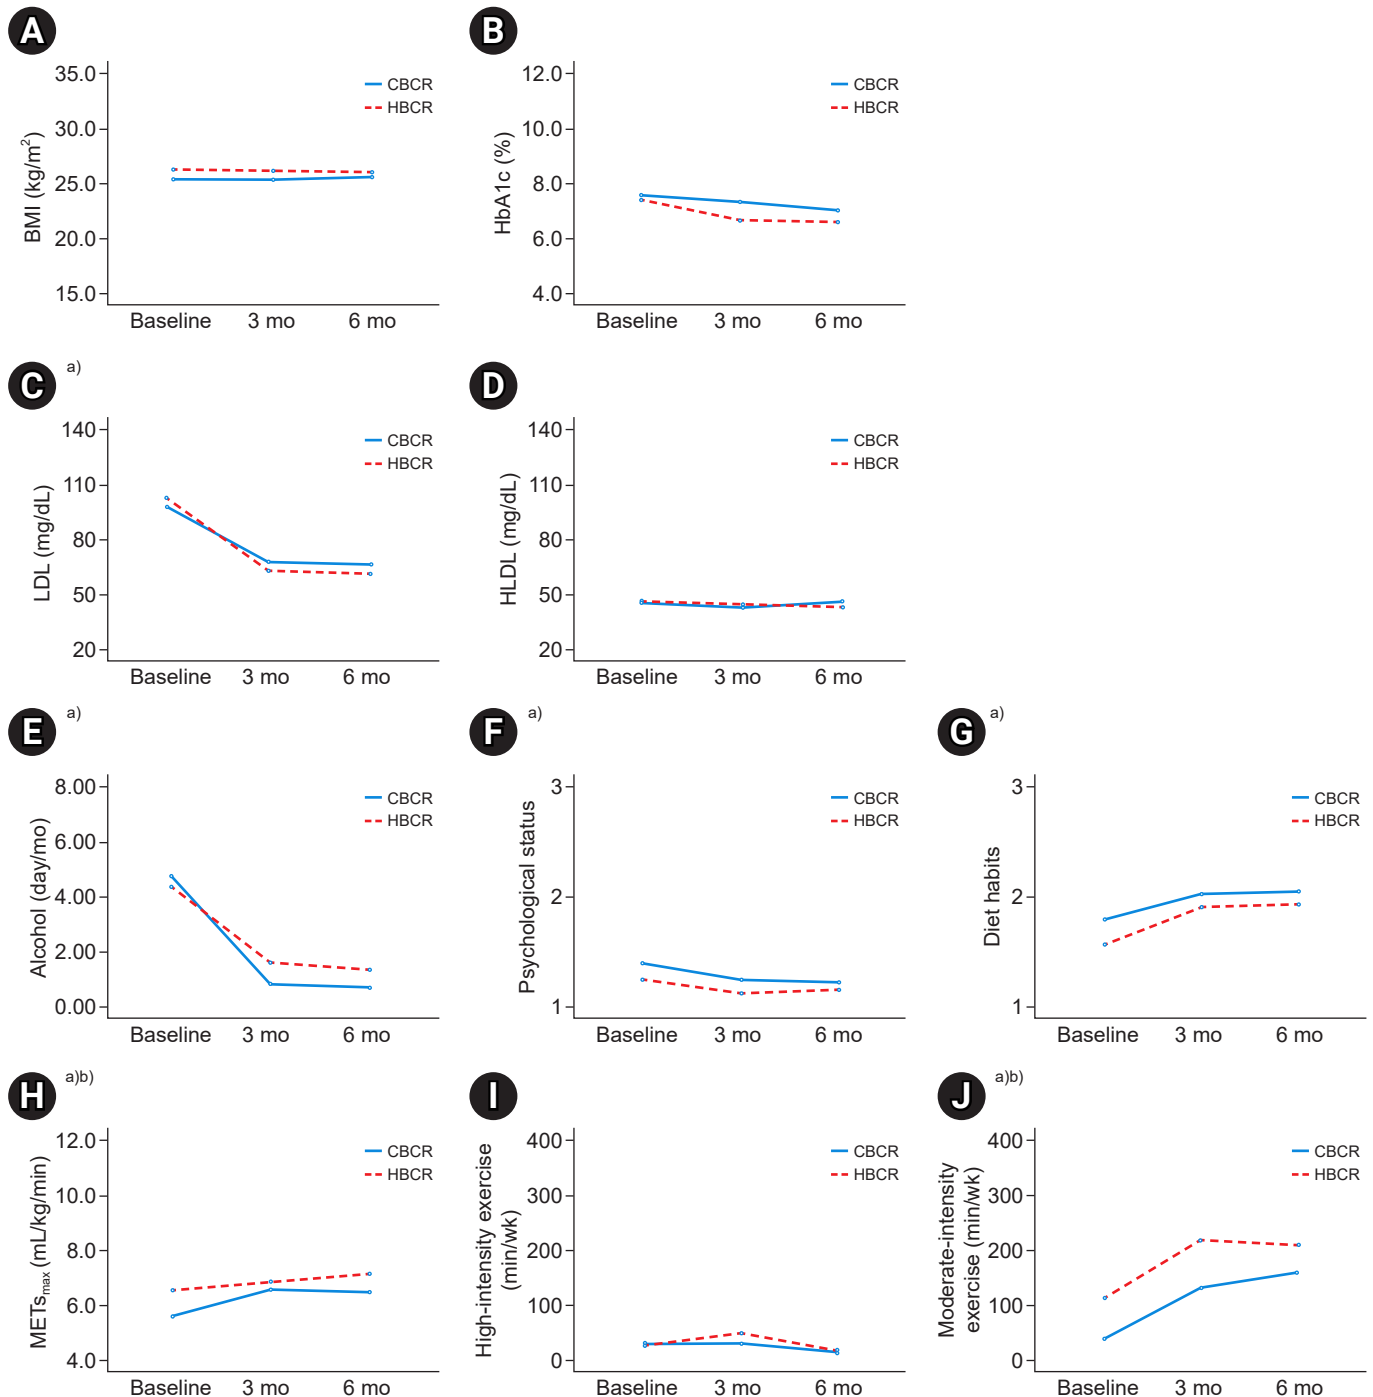 A
35.0
30.0
25.0
20.0
15.0
BMI (kg/m²)
CBCR
HBCR
Baseline 3 mo 6 mo
B
12.0
10.0
8.0
6.0
4.0
HbA1c (%)
CBCR
HBCR
Baseline 3 mo 6 mo
C a)
140
110
80
50
20
LDL (mg/dL)
CBCR
HBCR
Baseline 3 mo 6 mo
D
140
110
80
50
20
HLDL (mg/dL)
CBCR
HBCR
Baseline 3 mo 6 mo
E a)
8.00
6.00
4.00
2.00
0.00
Alcohol (day/mo)
CBCR
HBCR
Baseline 3 mo 6 mo
F a)
3
2
1
Psychological status
CBCR
HBCR
Baseline 3 mo 6 mo
G a)
3
2
1
Diet habits
CBCR
HBCR
Baseline 3 mo 6 mo
H a)b)
12.0
10.0
8.0
6.0
4.0
METsmax (mL/kg/min)
CBCR
HBCR
Baseline 3 mo 6 mo
I
400
300
200
100
0
High-intensity exercise
(min/wk)
CBCR
HBCR
Baseline 3 mo 6 mo
J a)b)
400
300
200
100
0
Moderate-intensity
exercise (min/wk)
CBCR
HBCR
Baseline 3 mo 6 mo